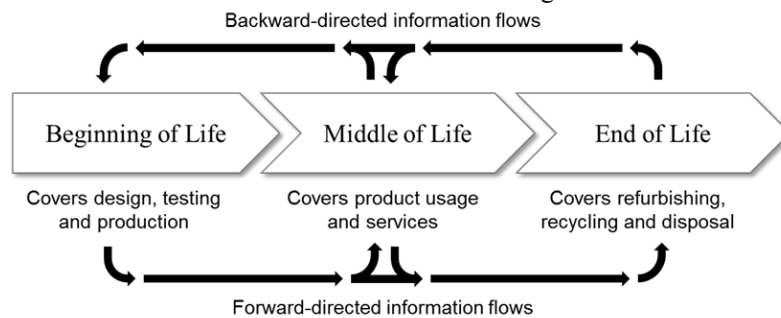 Backward-directed information flows
Beginning of Life
Middle of Life
End of Life
Covers design, testing
and production
Covers product usage
and services
Covers refurbishing,
recycling and disposal
Forward-directed information flows